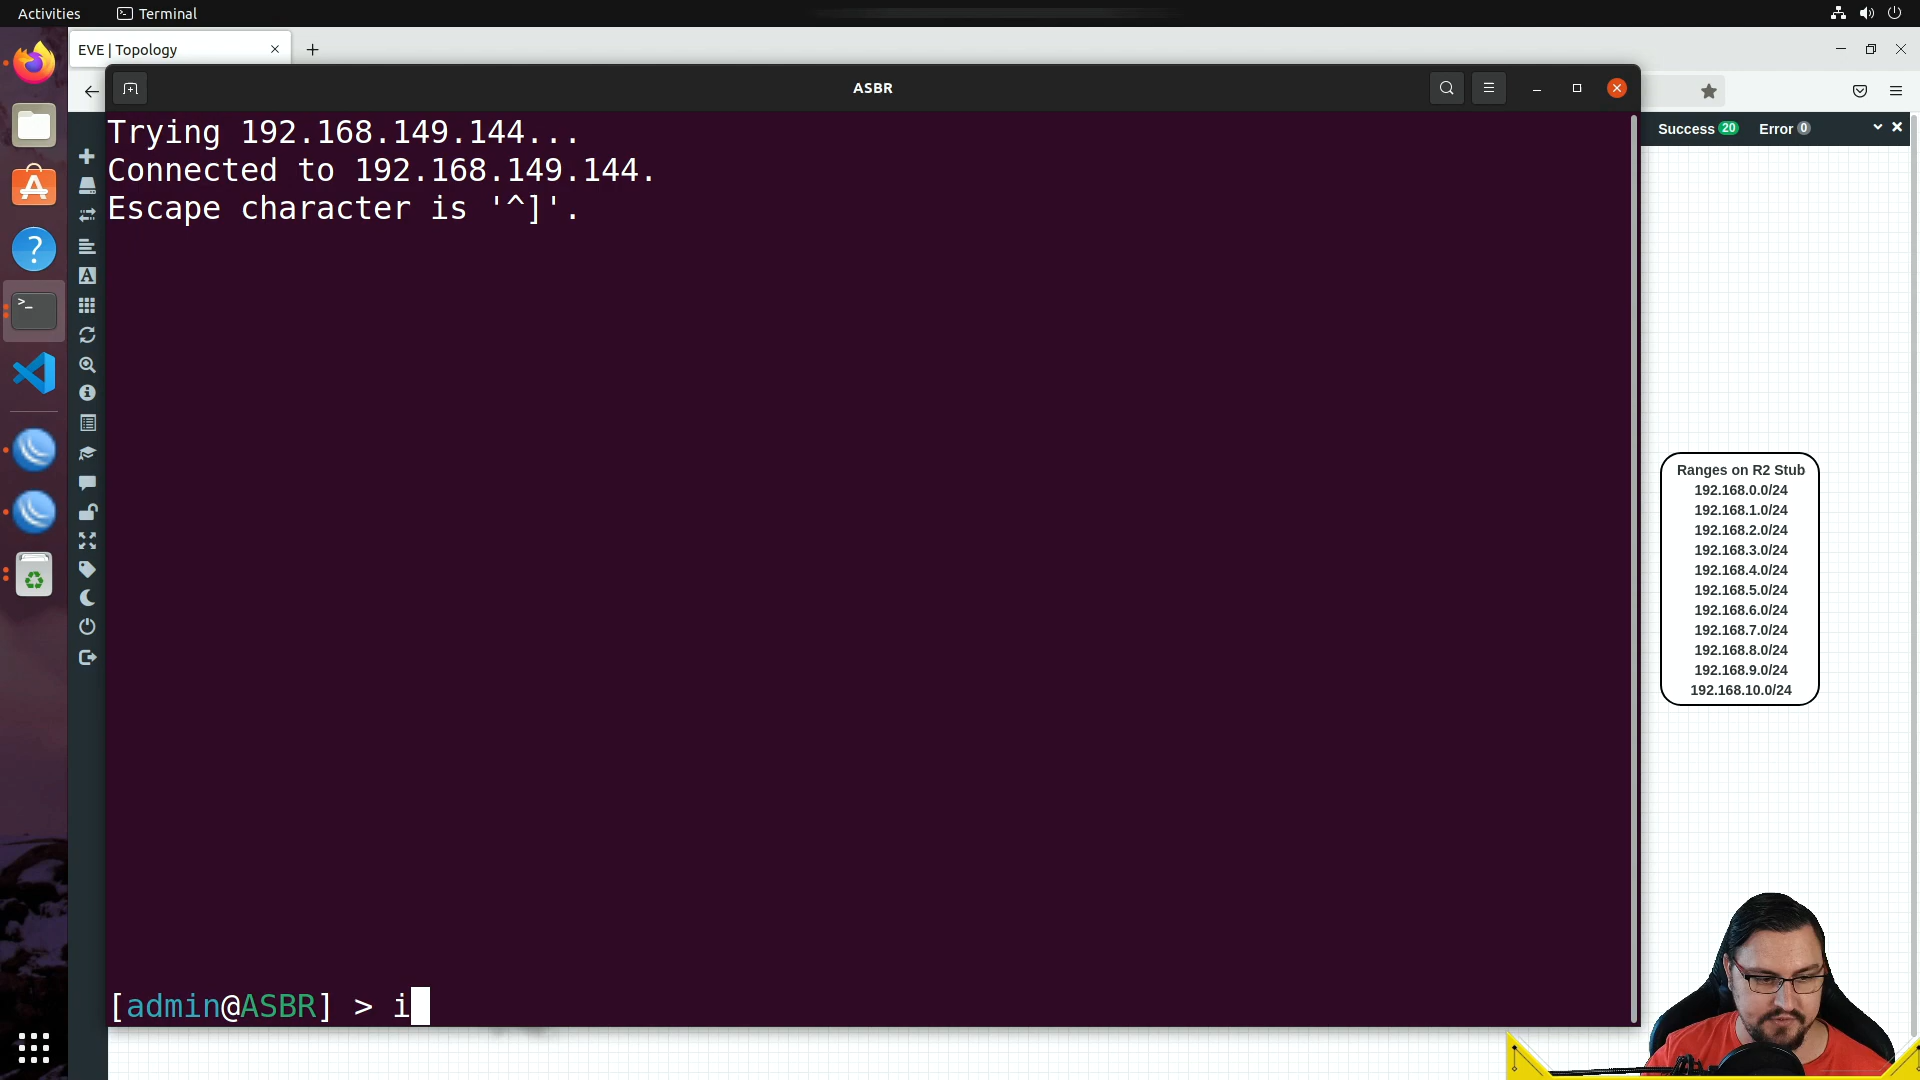 Activities
Terminal
EVE | Topology
ASBR
Success 20
Error 0
Trying 192.168.149.144...
Connected to 192.168.149.144.
Escape character is '^]'.
Ranges on R2 Stub
192.168.0.0/24
192.168.1.0/24
192.168.2.0/24
192.168.3.0/24
192.168.4.0/24
192.168.5.0/24
192.168.6.0/24
192.168.7.0/24
192.168.8.0/24
192.168.9.0/24
192.168.10.0/24
[admin@ASBR] > i